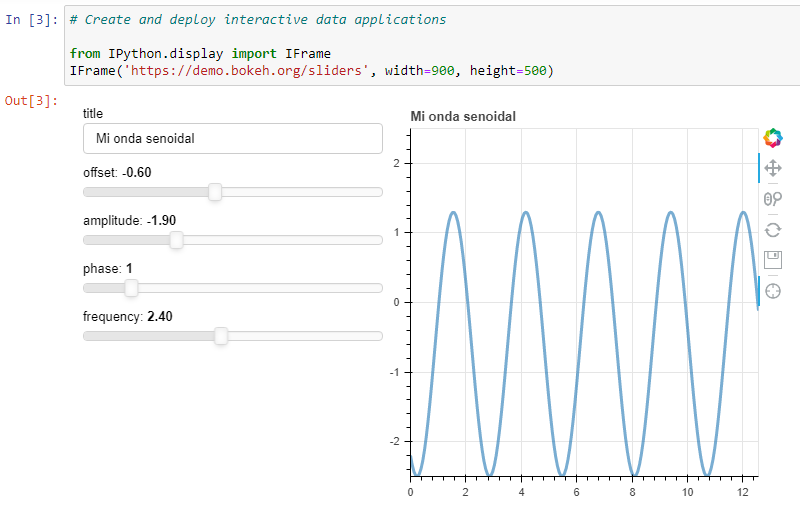 In [3]: # Create and deploy interactive data applications
from IPython.display import IFrame
IFrame('https://demo.bokeh.org/sliders', width=900, height=500)
Out[3]:
title
Mi onda senoidal
offset: -0.60
amplitude: -1.90
phase: 1
frequency: 2.40
Mi onda senoidal
2
1
0
-1
-2
0 2 4 6 8 10 12